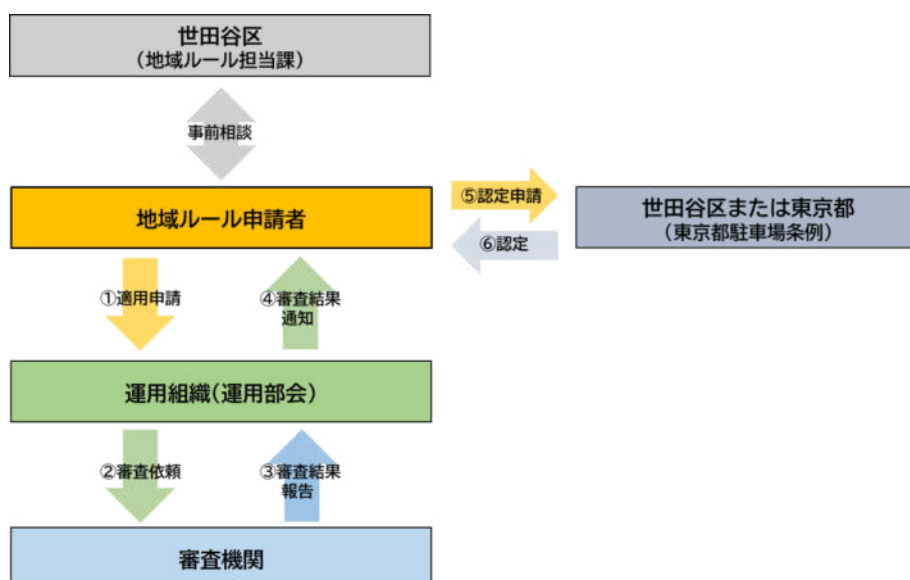 世田谷区
（地域ルール担当課）
事前相談
地域ルール申請者
⑤認定申請
⑥認定
世田谷区または東京都
（東京都駐車場条例）
①適用申請
④審査結果
通知
運用組織（運用部会）
②審査依頼
③審査結果
報告
審査機関